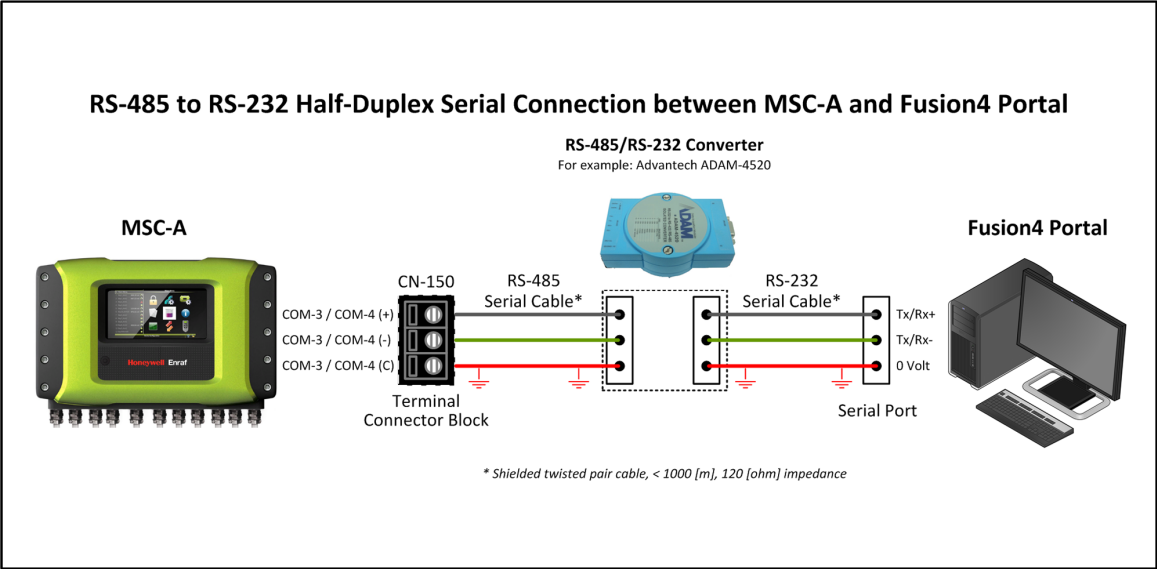 RS-485 to RS-232 Half-Duplex Serial Connection between MSC-A and Fusion4 Portal
RS-485/RS-232 Converter
For example: Advantech ADAM-4520
MSC-A
Fusion4 Portal
ADAM
CN-150
RS-485
Serial Cable*
RS-232
Serial Cable*
COM-3 / COM-4 (+)
COM-3 / COM-4 (-)
COM-3 / COM-4 (C)
Tx/Rx+
Tx/Rx-
0 Volt
Honeywell Enraf
Terminal
Connector Block
Serial Port
* Shielded twisted pair cable, < 1000 [m], 120 [ohm] impedance